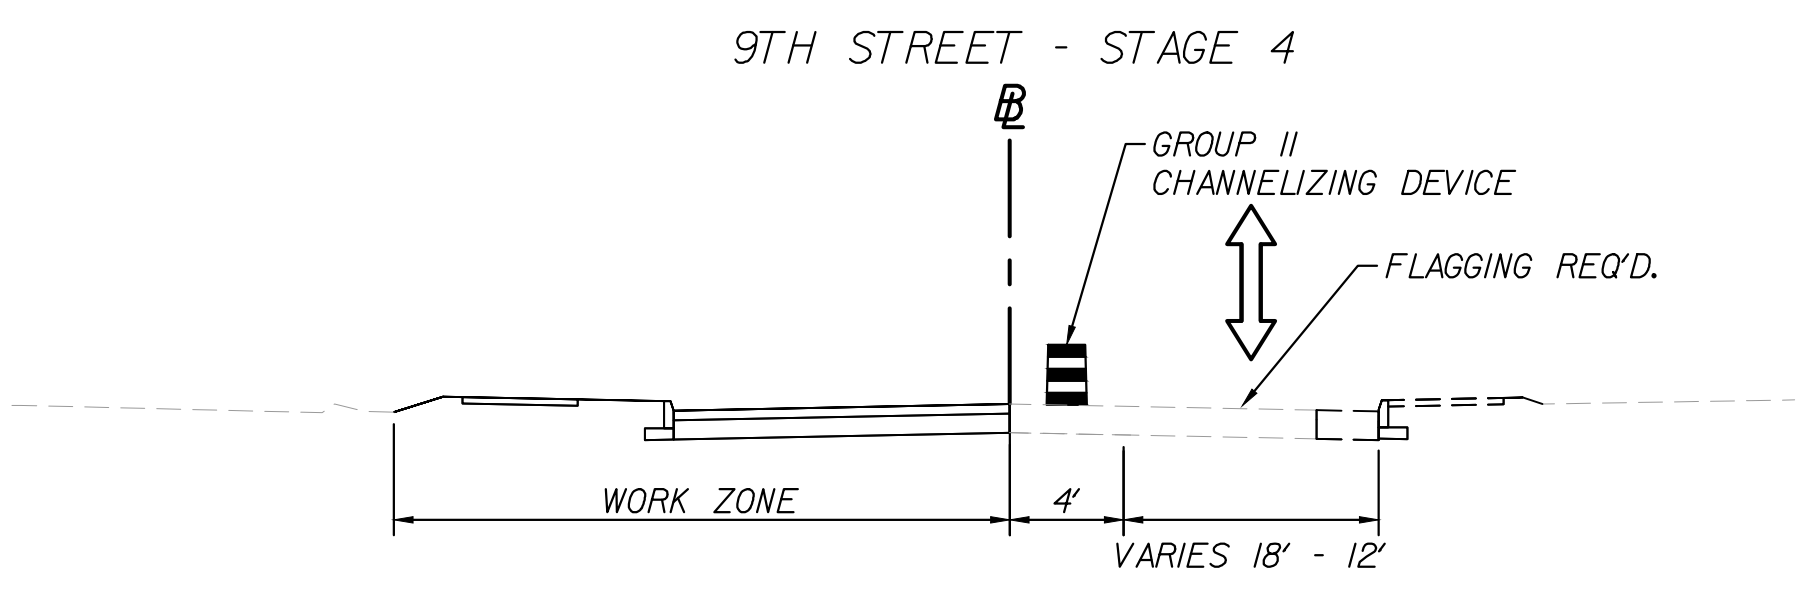 9TH STREET - STAGE 4
BL
GROUP II
CHANNELIZING DEVICE
FLAGGING REQ'D.
WORK ZONE
4'
VARIES 18' - 12'